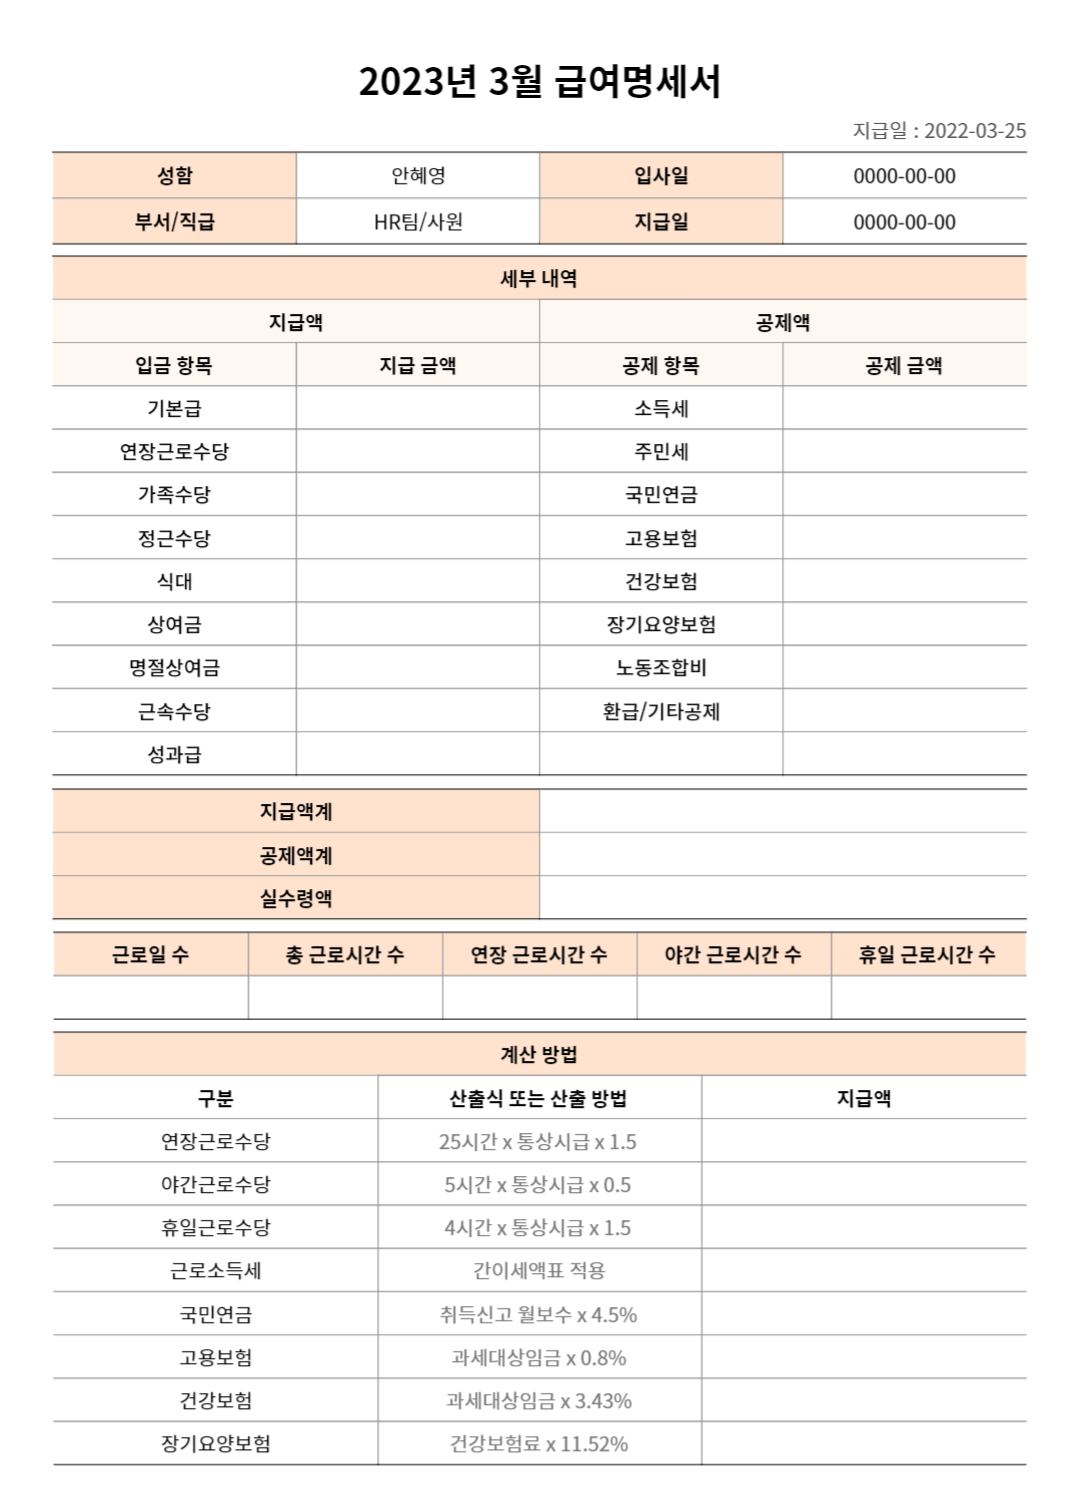 2023년 3월 급여명세서
지급일 : 2022-03-25
성함 안혜영 입사일 0000-00-00
부서/직급 HR팀/사원 지급일 0000-00-00
세부 내역
지급액 공제액
입금 항목 지급 금액 공제 항목 공제 금액
기본급 소득세
연장근로수당 주민세
가족수당 국민연금
정근수당 고용보험
식대 건강보험
상여금 장기요양보험
명절상여금 노동조합비
근속수당 환급/기타공제
성과급
지급액계
공제액계
실수령액
근로일 수 총 근로시간 수 연장 근로시간 수 야간 근로시간 수 휴일 근로시간 수
계산 방법
구분 산출식 또는 산출 방법 지급액
연장근로수당 25시간 x 통상시급 x 1.5
야간근로수당 5시간 x 통상시급 x 0.5
휴일근로수당 4시간 x 통상시급 x 1.5
근로소득세 간이세액표 적용
국민연금 취득신고 월보수 x 4.5%
고용보험 과세대상임금 x 0.8%
건강보험 과세대상임금 x 3.43%
장기요양보험 건강보험료 x 11.52%